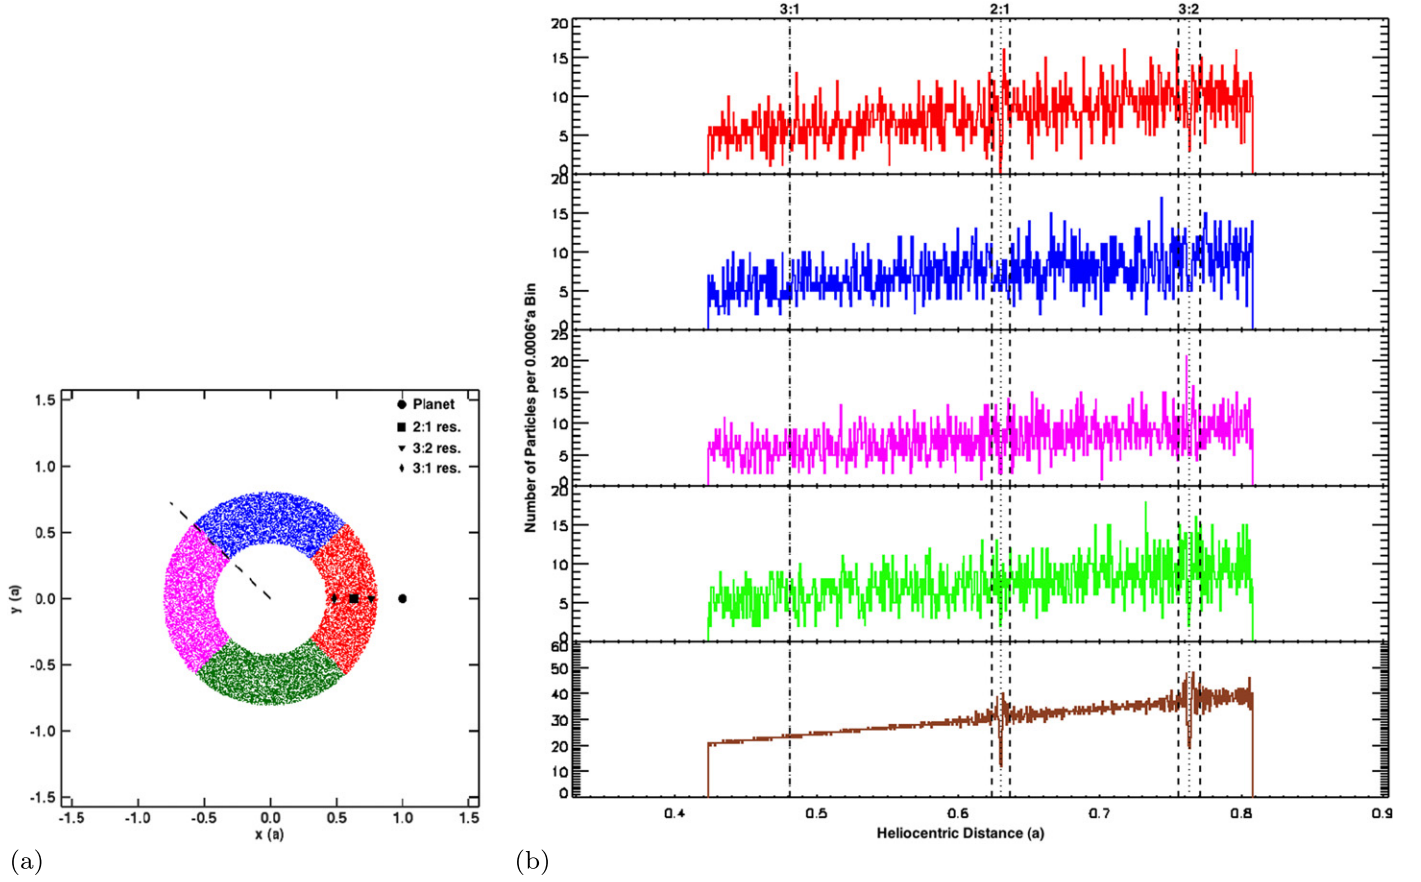 3:1 2:1 3:2
20
15
10
5
0
20
15
10
5
0
25
20
15
10
5
0
20
15
10
5
0
60
50
40
30
20
10
0
Number of Particles per 0.0006*a Bin
0.4 0.5 0.6 0.7 0.8 0.9
Heliocentric Distance (a)
(b)
Planet
2:1 res.
3:2 res.
3:1 res.
1.5
1.0
0.5
0.0
-0.5
-1.0
-1.5
y (a)
-1.5 -1.0 -0.5 0.0 0.5 1.0 1.5
x (a)
(a)